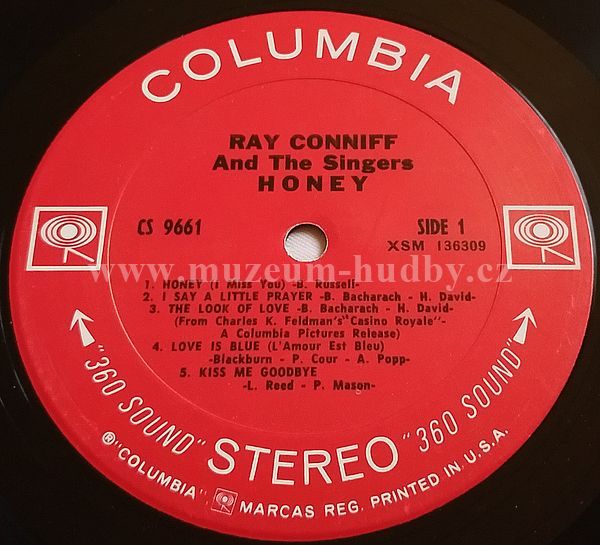 COLUMBIA
RAY CONNIFF
And The Singers
HONEY
CS 9661
SIDE 1
XSM 136309
www.muzeum-hudby.cz
1. HONEY (I Miss You) -B. Russell-
2. I SAY A LITTLE PRAYER -B. Bacharach - H. David-
3. THE LOOK OF LOVE -B. Bacharach - H. David-
(From Charles K. Feldman's"Casino Royale"-
A Columbia Pictures Release)
4. LOVE IS BLUE (L'Amour Est Bleu)
-Blackburn - P. Cour - A. Popp-
5. KISS ME GOODBYE
-L. Reed - P. Mason-
"360 SOUND" STEREO "360 SOUND"
®"COLUMBIA", MARCAS REG. PRINTED IN U.S.A.